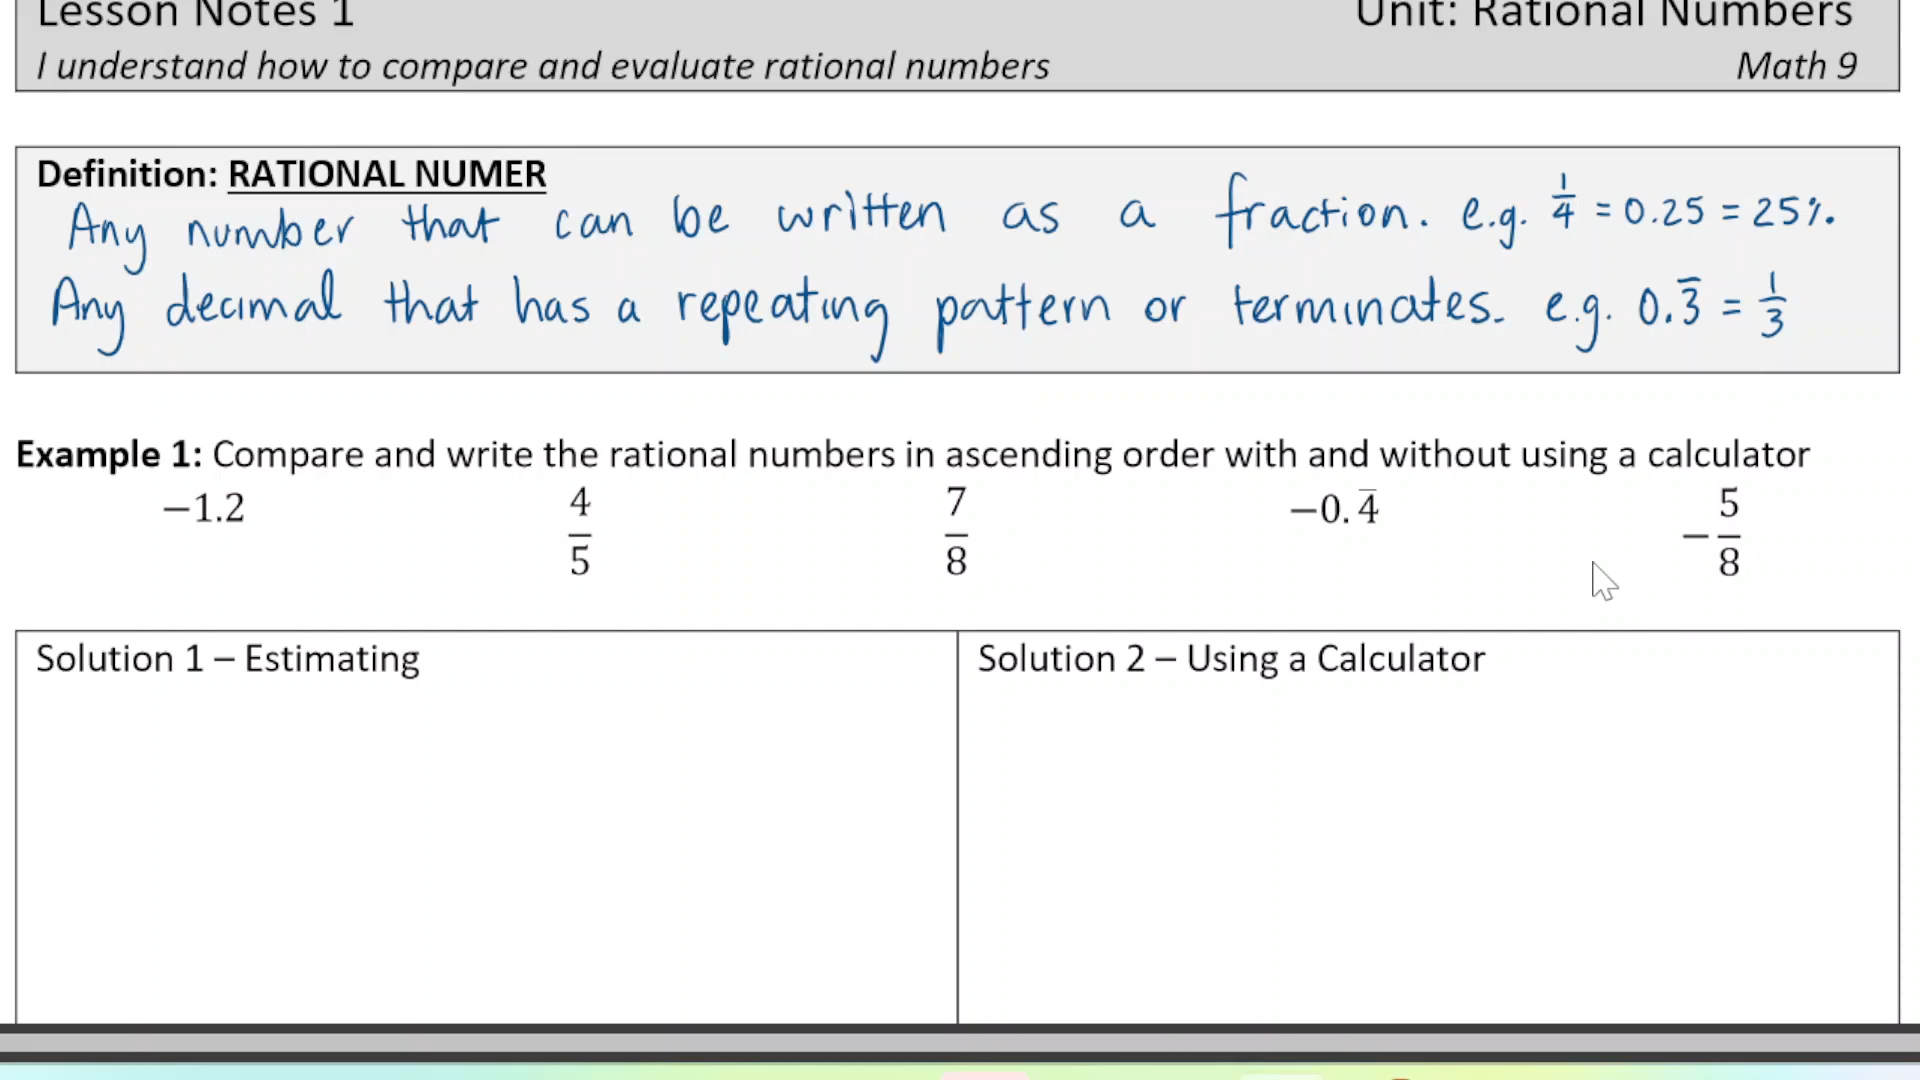 Lesson Notes 1 Unit: Rational Numbers
I understand how to compare and evaluate rational numbers Math 9
Definition: RATIONAL NUMER
Any number that can be written as a fraction. e.g. 1/4 = 0.25 = 25%.
Any decimal that has a repeating pattern or terminates. e.g. 0.3̅ = 1/3
Example 1: Compare and write the rational numbers in ascending order with and without using a calculator
−1.2 4/5 7/8 −0.4̅ −5/8
Solution 1 – Estimating Solution 2 – Using a Calculator